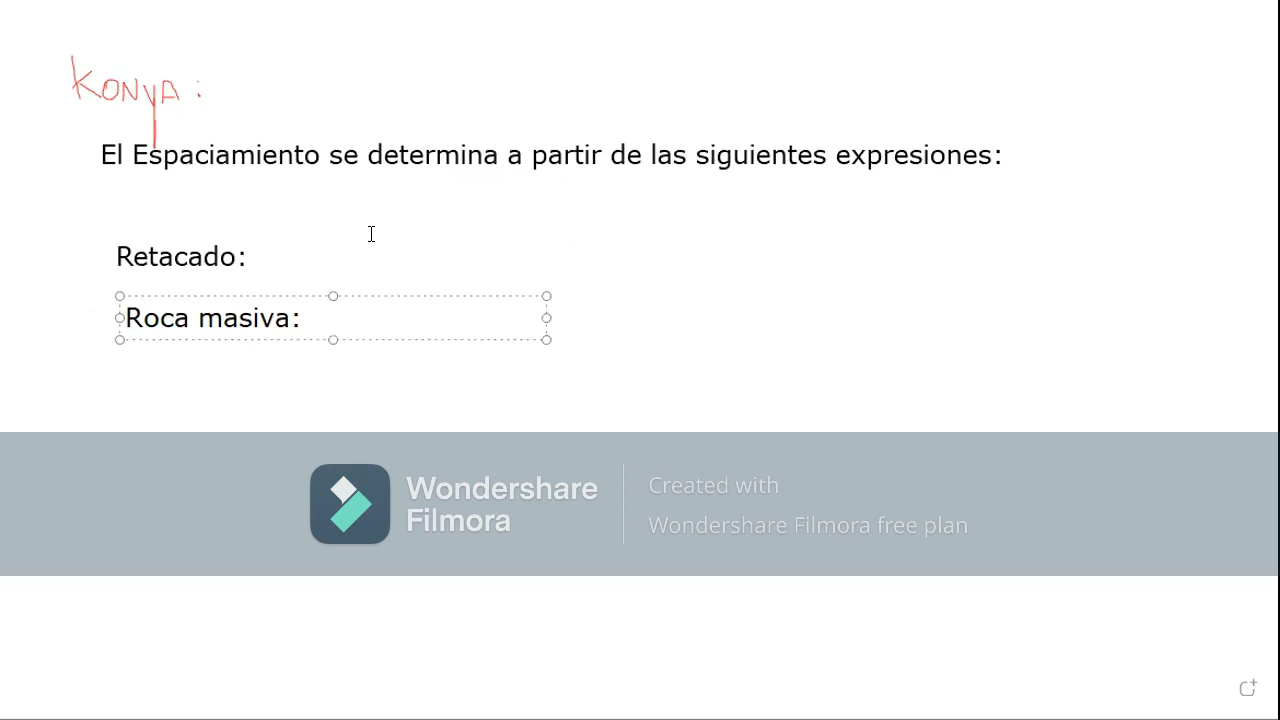 KONYA:
El Espaciamiento se determina a partir de las siguientes expresiones:
Retacado:
Roca masiva:
Wondershare
Filmora
Created with
Wondershare Filmora free plan